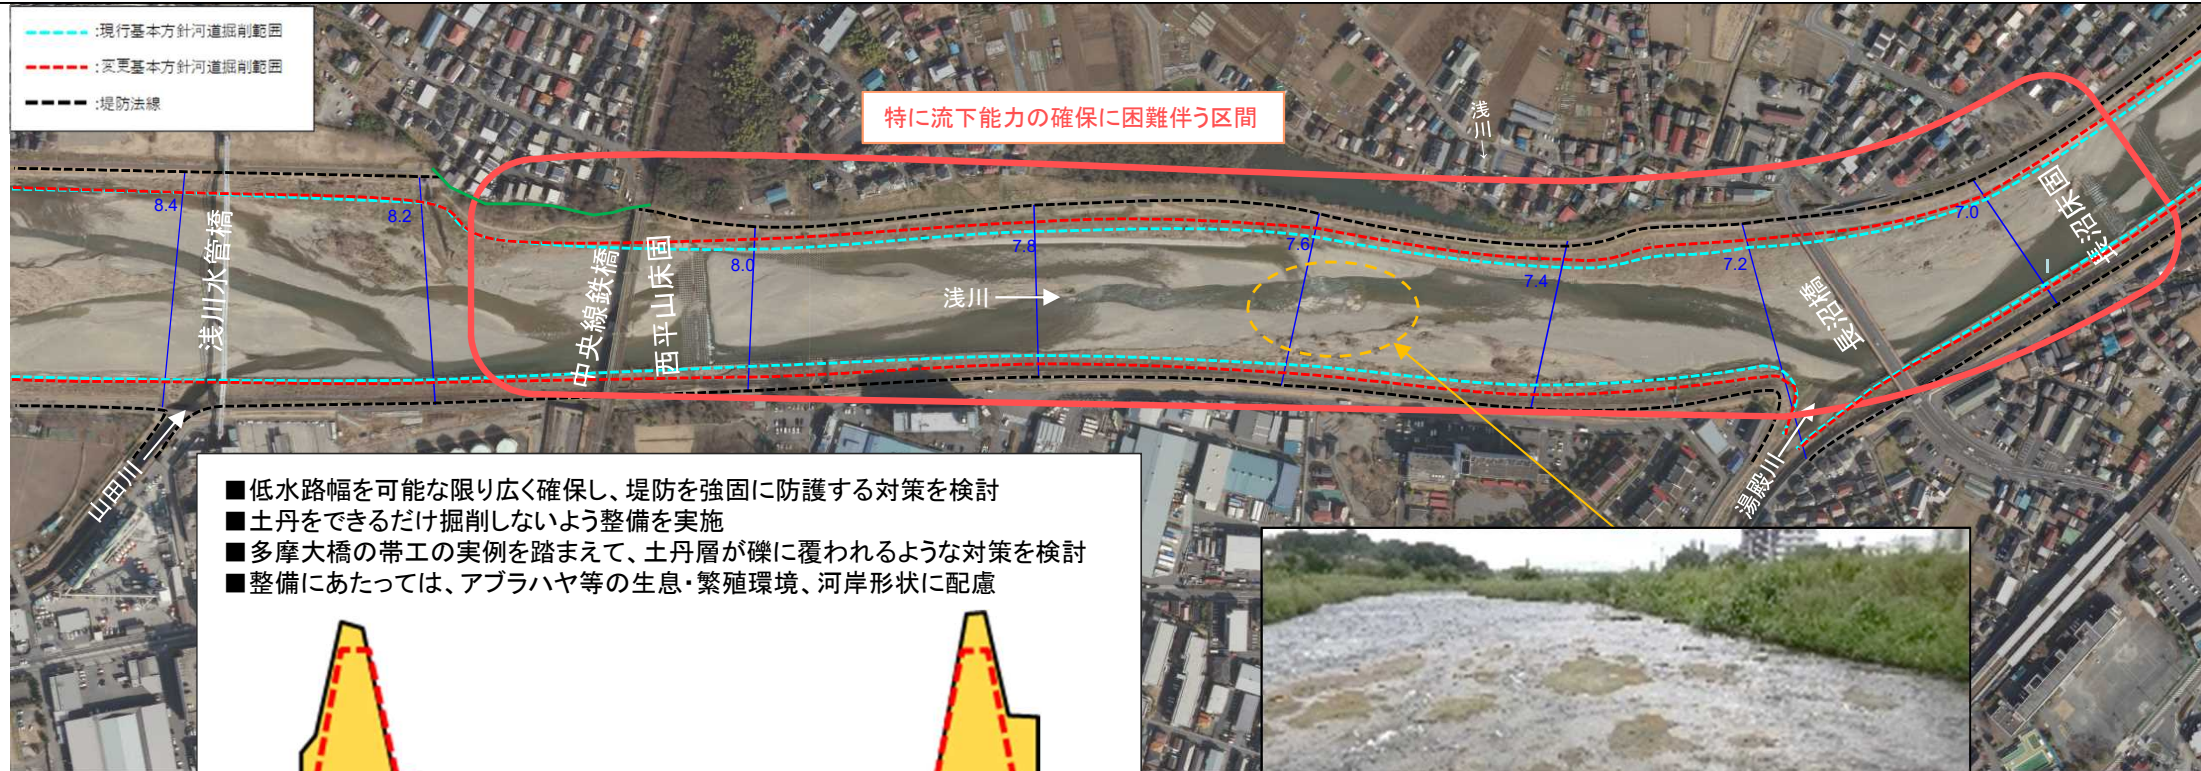 :現行基本方針河道掘削範囲
:変更基本方針河道掘削範囲
:堤防法線
特に流下能力の確保に困難伴う区間
浅川→
8.4
浅川水管橋
8.2
中央線鉄橋
西平山床固
8.0
7.8
浅川
7.6
7.4
7.2
長沼橋
7.0
長沼床固
山田川
湯殿川
■低水路幅を可能な限り広く確保し、堤防を強固に防護する対策を検討
■土丹をできるだけ掘削しないよう整備を実施
■多摩大橋の帯工の実例を踏まえて、土丹層が礫に覆われるような対策を検討
■整備にあたっては、アブラハヤ等の生息・繁殖環境、河岸形状に配慮